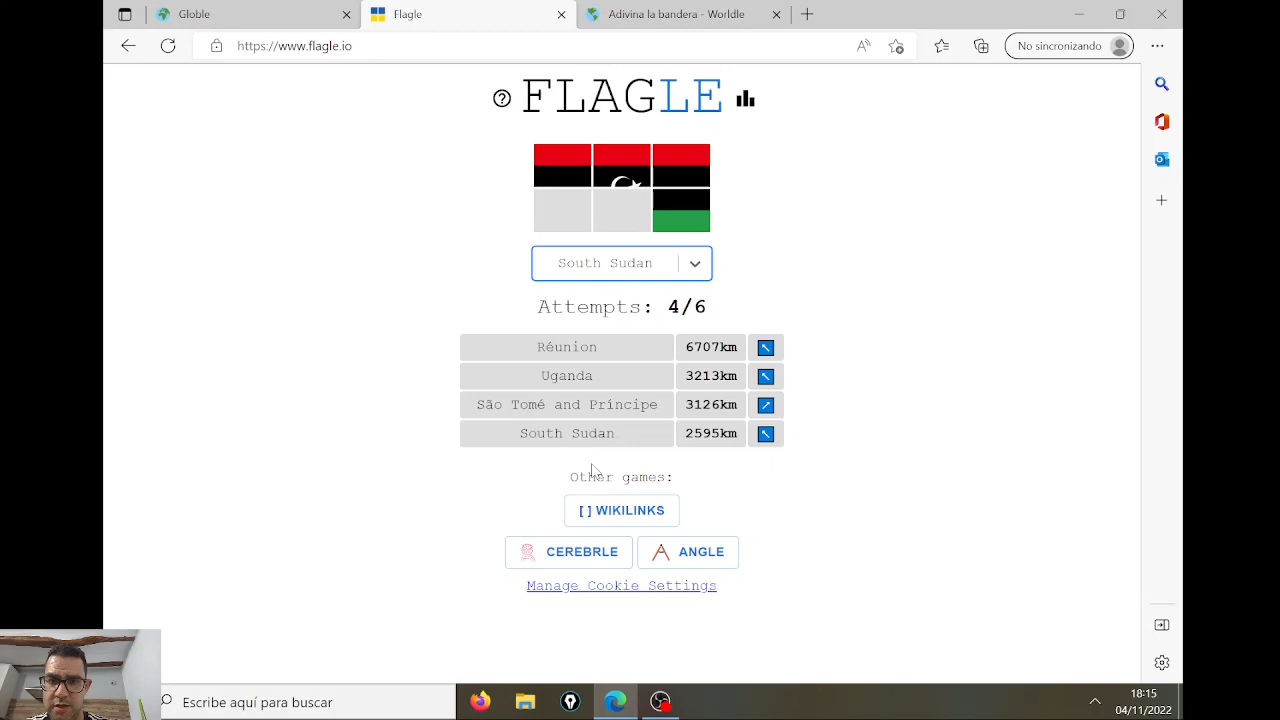 Globle
Flagle
Adivina la bandera - Worldle
https://www.flagle.io
No sincronizando
FLAGLE
South Sudan
Attempts: 4/6
Réunion 6707km
Uganda 3213km
São Tomé and Príncipe 3126km
South Sudan 2595km
Other games:
[ ] WIKILINKS
CEREBRLE
ANGLE
Manage Cookie Settings
Escribe aquí para buscar
18:15
04/11/2022